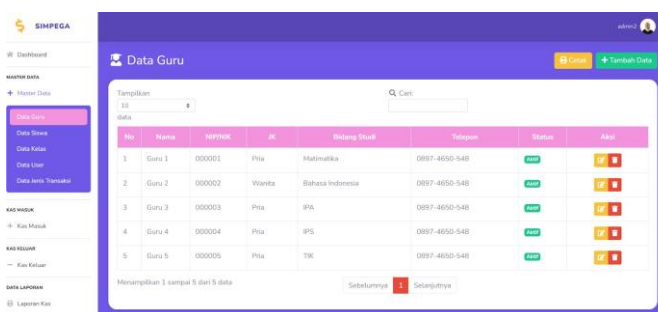 SIMPEGA
admin2
Dashboard
MASTER DATA
+ Master Data
Data Guru
Data Siswa
Data Kelas
Data User
Data Jenis Transaksi
KAS MASUK
+ Kas Masuk
KAS KELUAR
— Kas Keluar
DATA LAPORAN
Laporan Kas
Data Guru
Cetak
+ Tambah Data
Tampilkan
10
data
Cari:
No Nama NIP/NIK JK Bidang Studi Telepon Status Aksi
1 Guru 1 000001 Pria Matimatika 0897-4650-548 Aktif
2 Guru 2 000002 Wanita Bahasa Indonesia 0897-4650-548 Aktif
3 Guru 3 000003 Pria IPA 0897-4650-548 Aktif
4 Guru 4 000004 Pria IPS 0897-4650-548 Aktif
5 Guru 5 000005 Pria TIK 0897-4650-548 Aktif
Menampilkan 1 sampai 5 dari 5 data
Sebelumnya 1 Selanjutnya